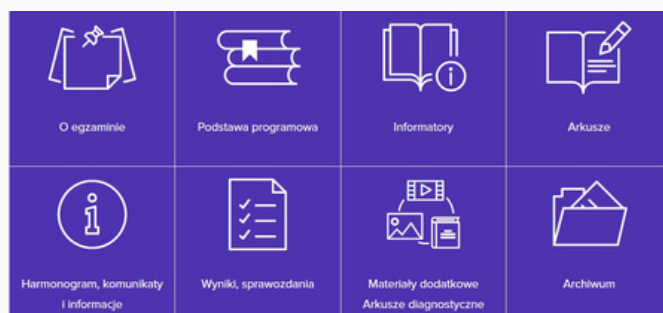 O egzaminie
Podstawa programowa
Informatory
Arkusze
Harmonogram, komunikaty
i informacje
Wyniki, sprawozdania
Materiały dodatkowe
Arkusze diagnostyczne
Archiwum